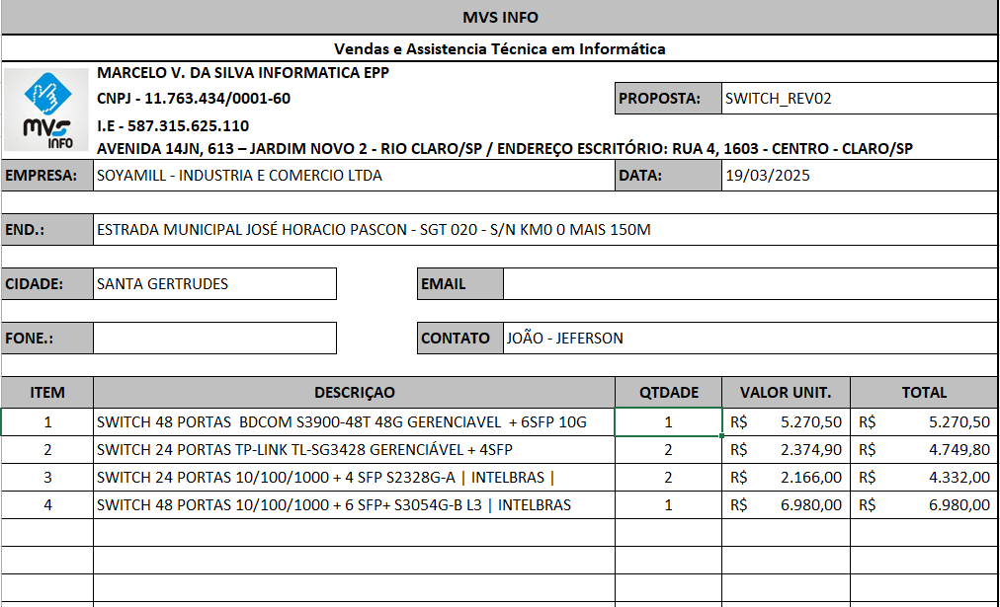 MVS INFO
Vendas e Assistencia Técnica em Informática
MARCELO V. DA SILVA INFORMATICA EPP
CNPJ - 11.763.434/0001-60
PROPOSTA: SWITCH_REV02
I.E - 587.315.625.110
mvs
INFO
AVENIDA 14JN, 613 – JARDIM NOVO 2 - RIO CLARO/SP / ENDEREÇO ESCRITÓRIO: RUA 4, 1603 - CENTRO - CLARO/SP
EMPRESA: SOYAMILL - INDUSTRIA E COMERCIO LTDA DATA: 19/03/2025
END.: ESTRADA MUNICIPAL JOSÉ HORACIO PASCON - SGT 020 - S/N KM0 0 MAIS 150M
CIDADE: SANTA GERTRUDES EMAIL
FONE.: CONTATO JOÃO - JEFERSON
ITEM DESCRIÇAO QTDADE VALOR UNIT. TOTAL
1 SWITCH 48 PORTAS  BDCOM S3900-48T 48G GERENCIAVEL  + 6SFP 10G 1 R$ 5.270,50 R$ 5.270,50
2 SWITCH 24 PORTAS TP-LINK TL-SG3428 GERENCIÁVEL + 4SFP 2 R$ 2.374,90 R$ 4.749,80
3 SWITCH 24 PORTAS 10/100/1000 + 4 SFP S2328G-A | INTELBRAS | 2 R$ 2.166,00 R$ 4.332,00
4 SWITCH 48 PORTAS 10/100/1000 + 6 SFP+ S3054G-B L3 | INTELBRAS 1 R$ 6.980,00 R$ 6.980,00